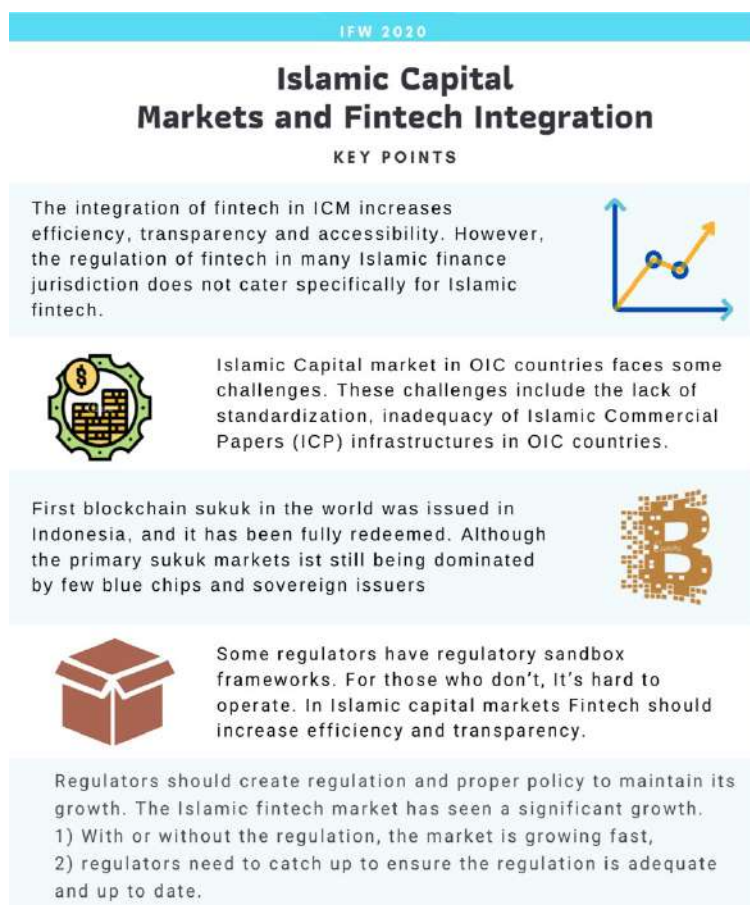 IFW 2020
Islamic Capital
Markets and Fintech Integration
KEY POINTS
The integration of fintech in ICM increases
efficiency, transparency and accessibility. However,
the regulation of fintech in many Islamic finance
jurisdiction does not cater specifically for Islamic
fintech.
$
Islamic Capital market in OIC countries faces some
challenges. These challenges include the lack of
standardization, inadequacy of Islamic Commercial
Papers (ICP) infrastructures in OIC countries.
First blockchain sukuk in the world was issued in
Indonesia, and it has been fully redeemed. Although
the primary sukuk markets ist still being dominated
by few blue chips and sovereign issuers
Some regulators have regulatory sandbox
frameworks. For those who don't, It's hard to
operate. In Islamic capital markets Fintech should
increase efficiency and transparency.
Regulators should create regulation and proper policy to maintain its
growth. The Islamic fintech market has seen a significant growth.
1) With or without the regulation, the market is growing fast,
2) regulators need to catch up to ensure the regulation is adequate
and up to date.